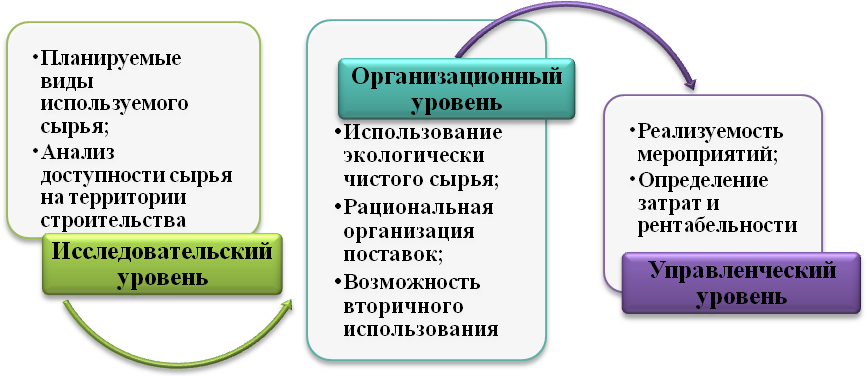 •Планируемые
виды
используемого
сырья;
•Анализ
доступности сырья
на территории
строительства
Исследовательский
уровень
Организационный
уровень
•Использование
экологически
чистого сырья;
•Рациональная
организация
поставок;
•Возможность
вторичного
использования
•Реализуемость
мероприятий;
•Определение
затрат и
рентабельности
Управленческий
уровень